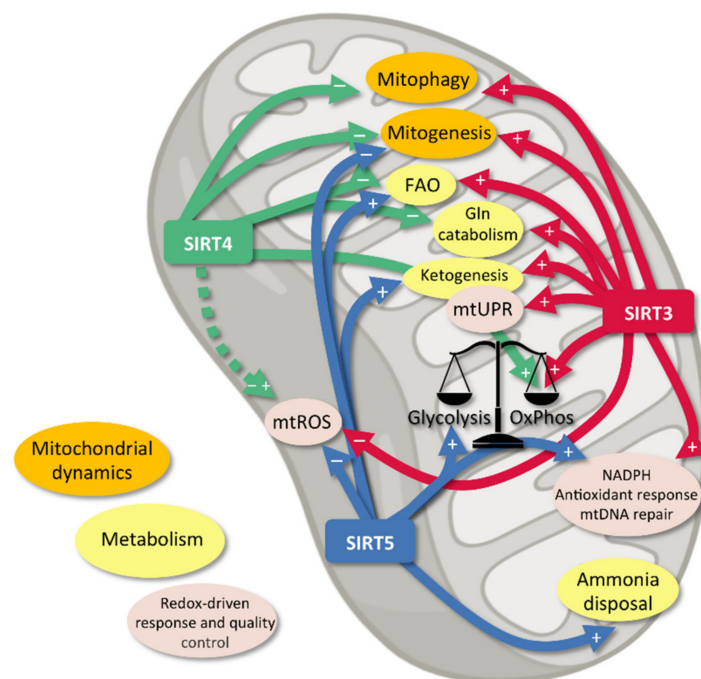 Mitophagy
−
+
Mitogenesis
−
−
+
FAO
−
+
+
Gln
catabolism
−
+
SIRT4
Ketogenesis
+
+
mtUPR
+
SIRT3
+
+
Glycolysis
OxPhos
− +
mtROS
−
−
+
+
+
NADPH
Antioxidant response
mtDNA repair
SIRT5
Ammonia
disposal
+
Mitochondrial
dynamics
Metabolism
Redox-driven
response and quality
control